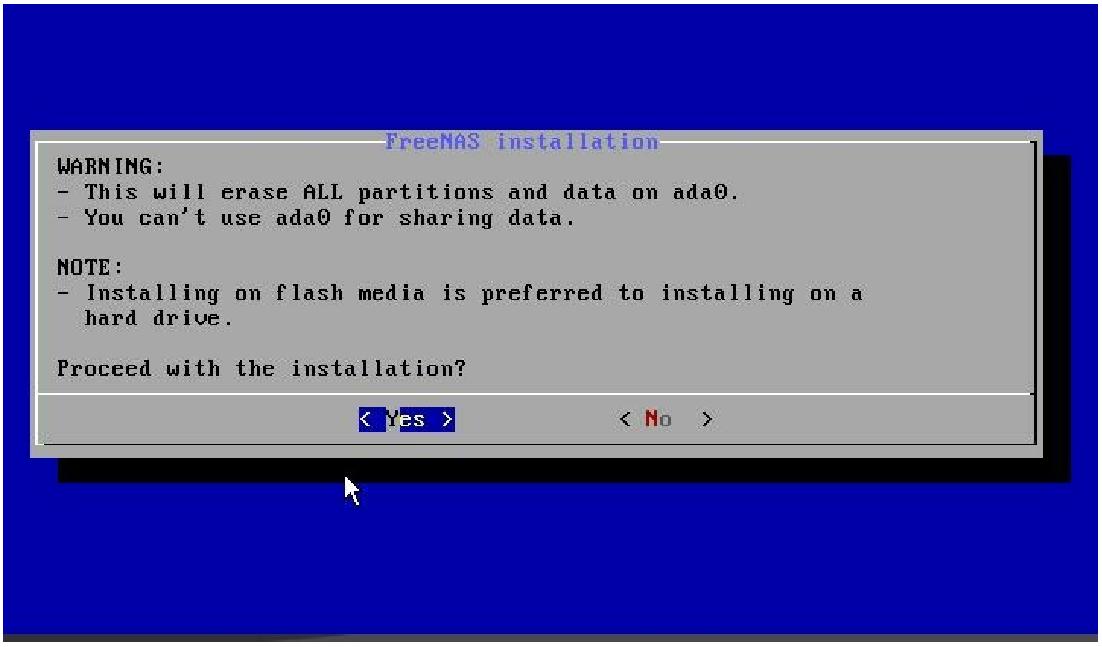 FreeNAS installation
WARNING:
- This will erase ALL partitions and data on ada0.
- You can't use ada0 for sharing data.
NOTE:
- Installing on flash media is preferred to installing on a
hard drive.
Proceed with the installation?
< Yes > < No >